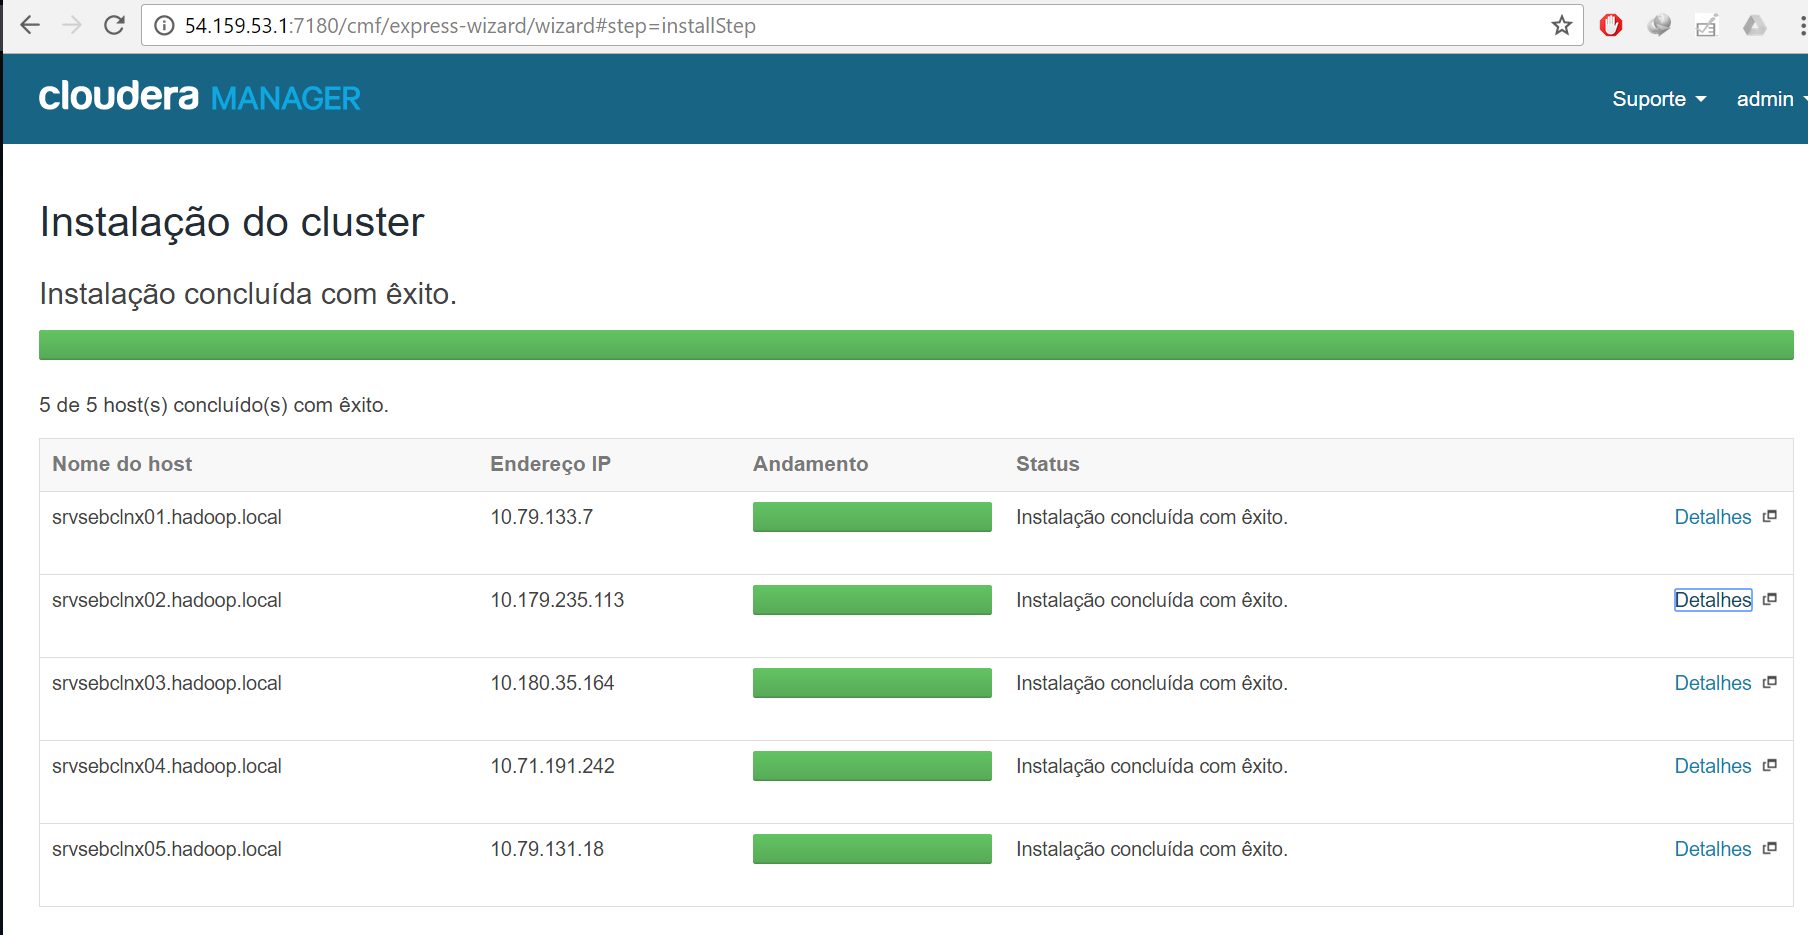 54.159.53.1:7180/cmf/express-wizard/wizard#step=installStep
cloudera MANAGER Suporte admin
Instalação do cluster
Instalação concluída com êxito.
5 de 5 host(s) concluído(s) com êxito.
Nome do host Endereço IP Andamento Status
srvsebclnx01.hadoop.local 10.79.133.7 Instalação concluída com êxito. Detalhes
srvsebclnx02.hadoop.local 10.179.235.113 Instalação concluída com êxito. Detalhes
srvsebclnx03.hadoop.local 10.180.35.164 Instalação concluída com êxito. Detalhes
srvsebclnx04.hadoop.local 10.71.191.242 Instalação concluída com êxito. Detalhes
srvsebclnx05.hadoop.local 10.79.131.18 Instalação concluída com êxito. Detalhes